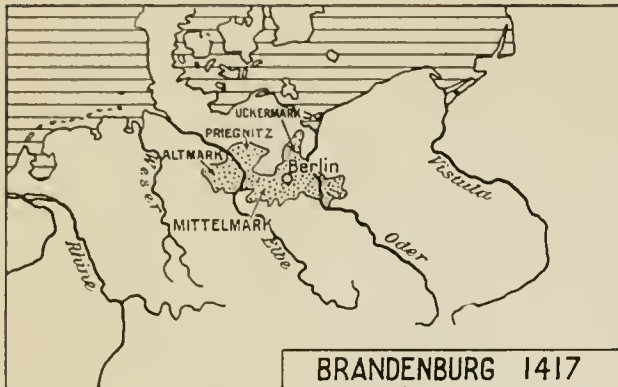 UCKERMARK
PRIEGNITZ
ALTMARK
Berlin
MITTELMARK
Weser
Elbe
Rhine
Oder
Vistula
BRANDENBURG 1417